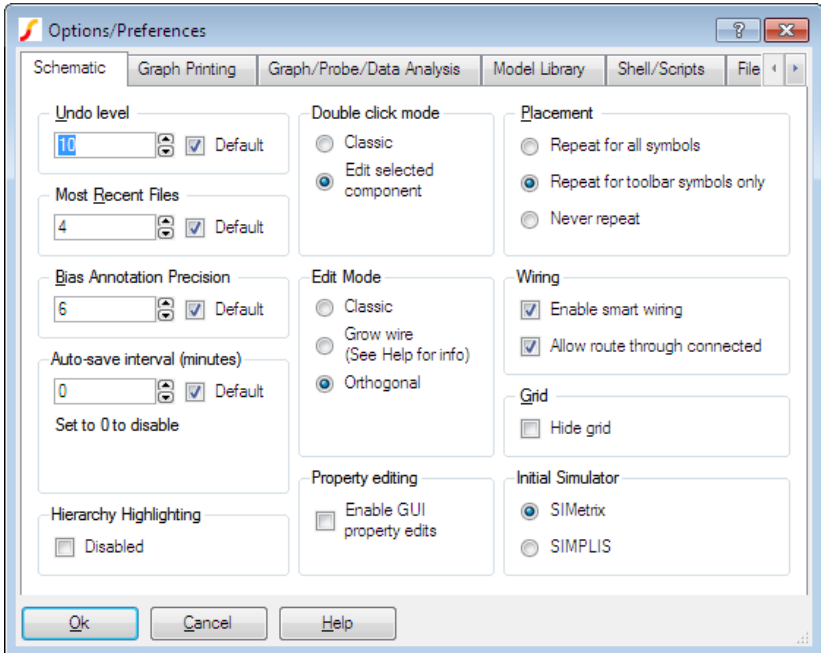 Options/Preferences
Schematic
Graph Printing
Graph/Probe/Data Analysis
Model Library
Shell/Scripts
File
Undo level
10
Default
Most Recent Files
4
Default
Bias Annotation Precision
6
Default
Auto-save interval (minutes)
0
Default
Set to 0 to disable
Hierarchy Highlighting
Disabled
Double click mode
Classic
Edit selected
component
Edit Mode
Classic
Grow wire
(See Help for info)
Orthogonal
Property editing
Enable GUI
property edits
Placement
Repeat for all symbols
Repeat for toolbar symbols only
Never repeat
Wiring
Enable smart wiring
Allow route through connected
Grid
Hide grid
Initial Simulator
SIMetrix
SIMPLIS
Ok
Cancel
Help